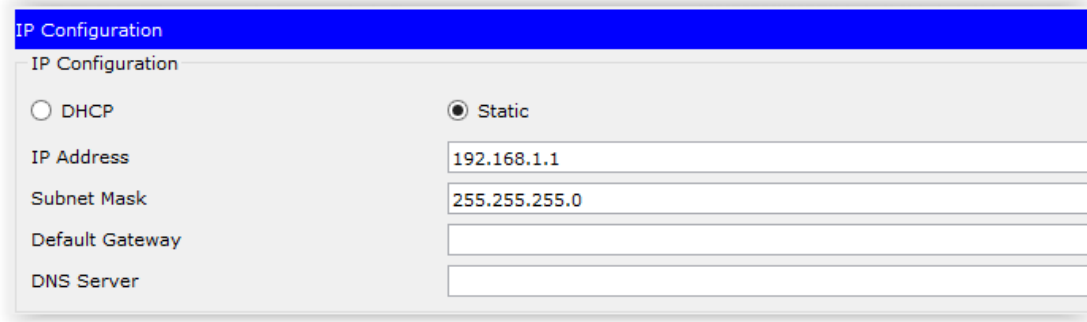 IP Configuration
IP Configuration
DHCP Static
IP Address 192.168.1.1
Subnet Mask 255.255.255.0
Default Gateway
DNS Server